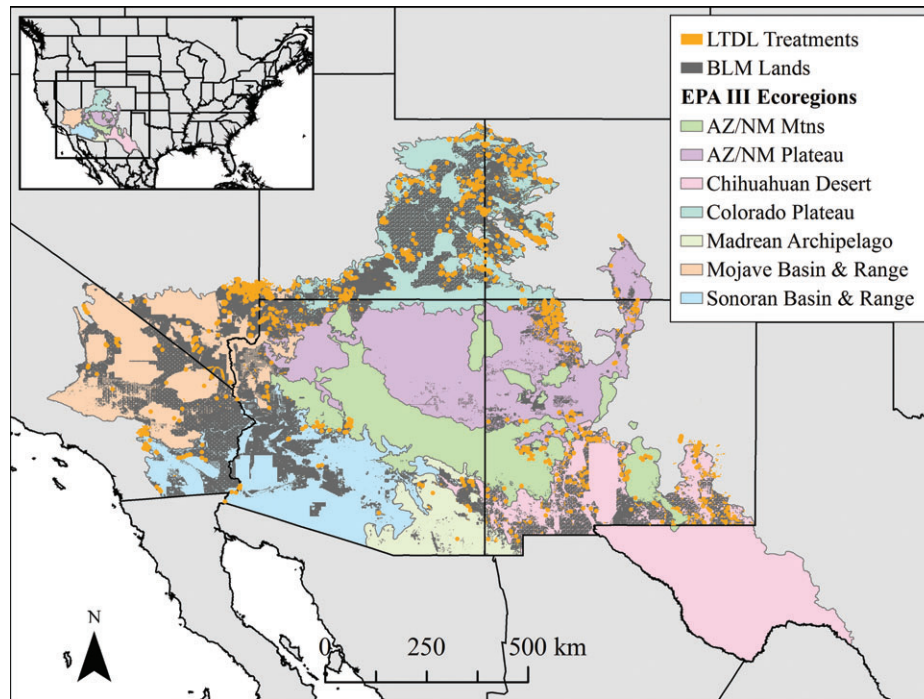 LTDL Treatments
BLM Lands
EPA III Ecoregions
AZ/NM Mtns
AZ/NM Plateau
Chihuahuan Desert
Colorado Plateau
Madrean Archipelago
Mojave Basin & Range
Sonoran Basin & Range
N
0 250 500 km